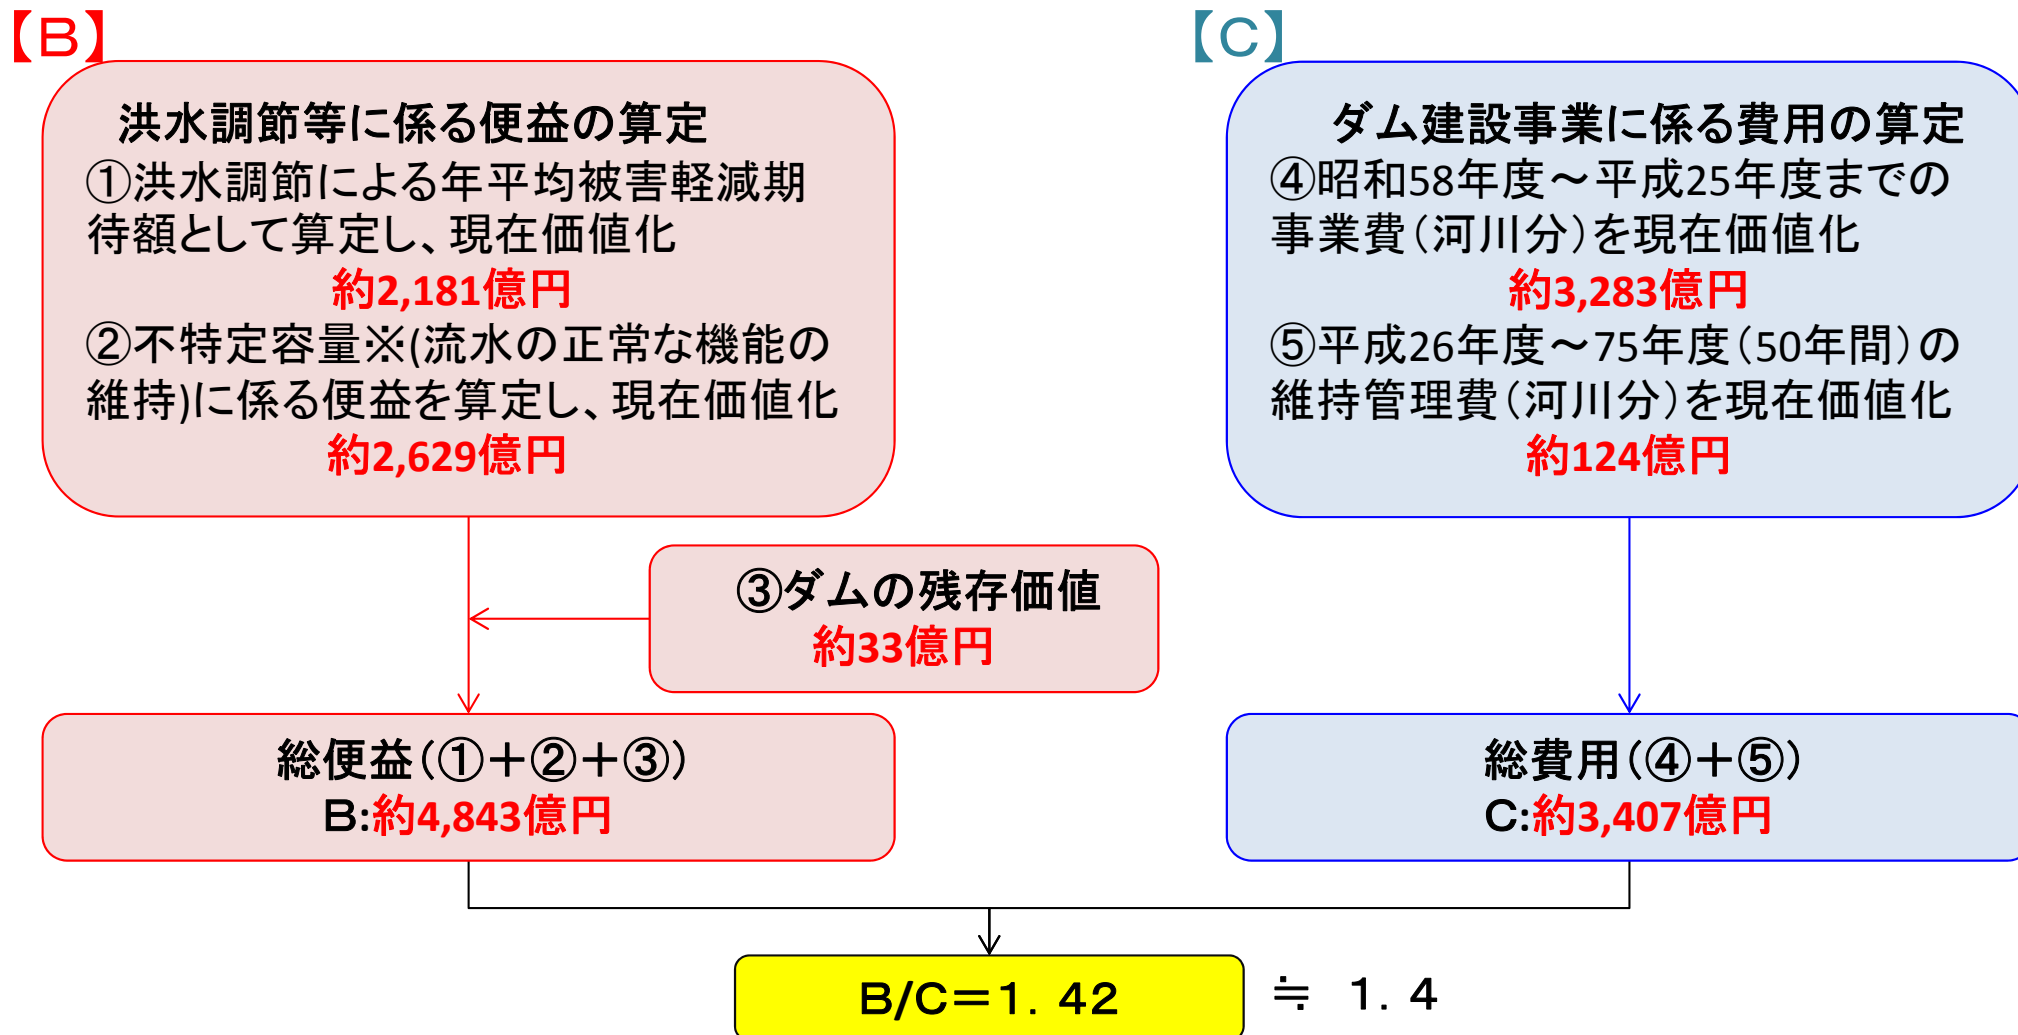 【B】
洪水調節等に係る便益の算定
①洪水調節による年平均被害軽減期
待額として算定し、現在価値化
約2,181億円
②不特定容量※(流水の正常な機能の
維持)に係る便益を算定し、現在価値化
約2,629億円
③ダムの残存価値
約33億円
総便益(①+②+③)
B:約4,843億円
【C】
ダム建設事業に係る費用の算定
④昭和58年度～平成25年度までの
事業費(河川分)を現在価値化
約3,283億円
⑤平成26年度～75年度(50年間)の
維持管理費(河川分)を現在価値化
約124億円
総費用(④+⑤)
C:約3,407億円
B/C=1.42 ≒ 1.4